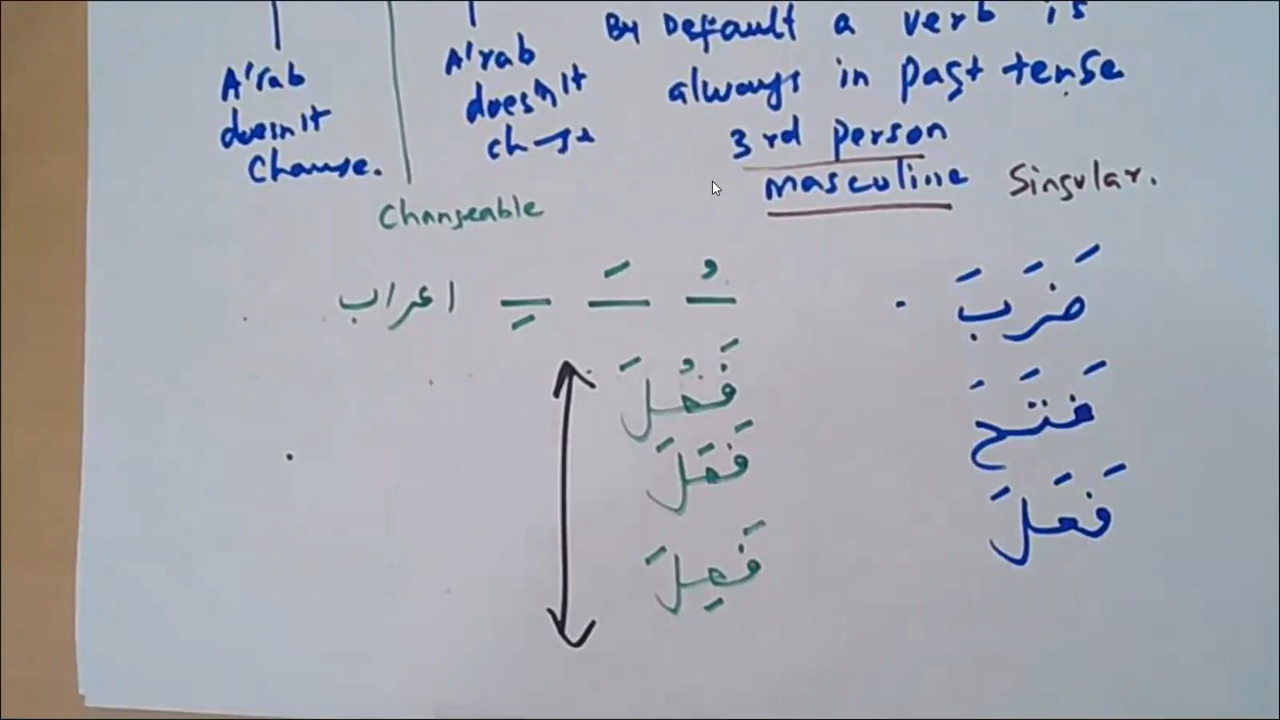 A'rab
doesn't
Change.
A'rab
doesn't
change
By Default a verb is
always in past tense
3rd person
masculine Singular.
Changeable
اعراب
ضَرَبَ
فَتَحَ
فَعَلَ
فَعُلَ
فَعَلَ
فَعِلَ